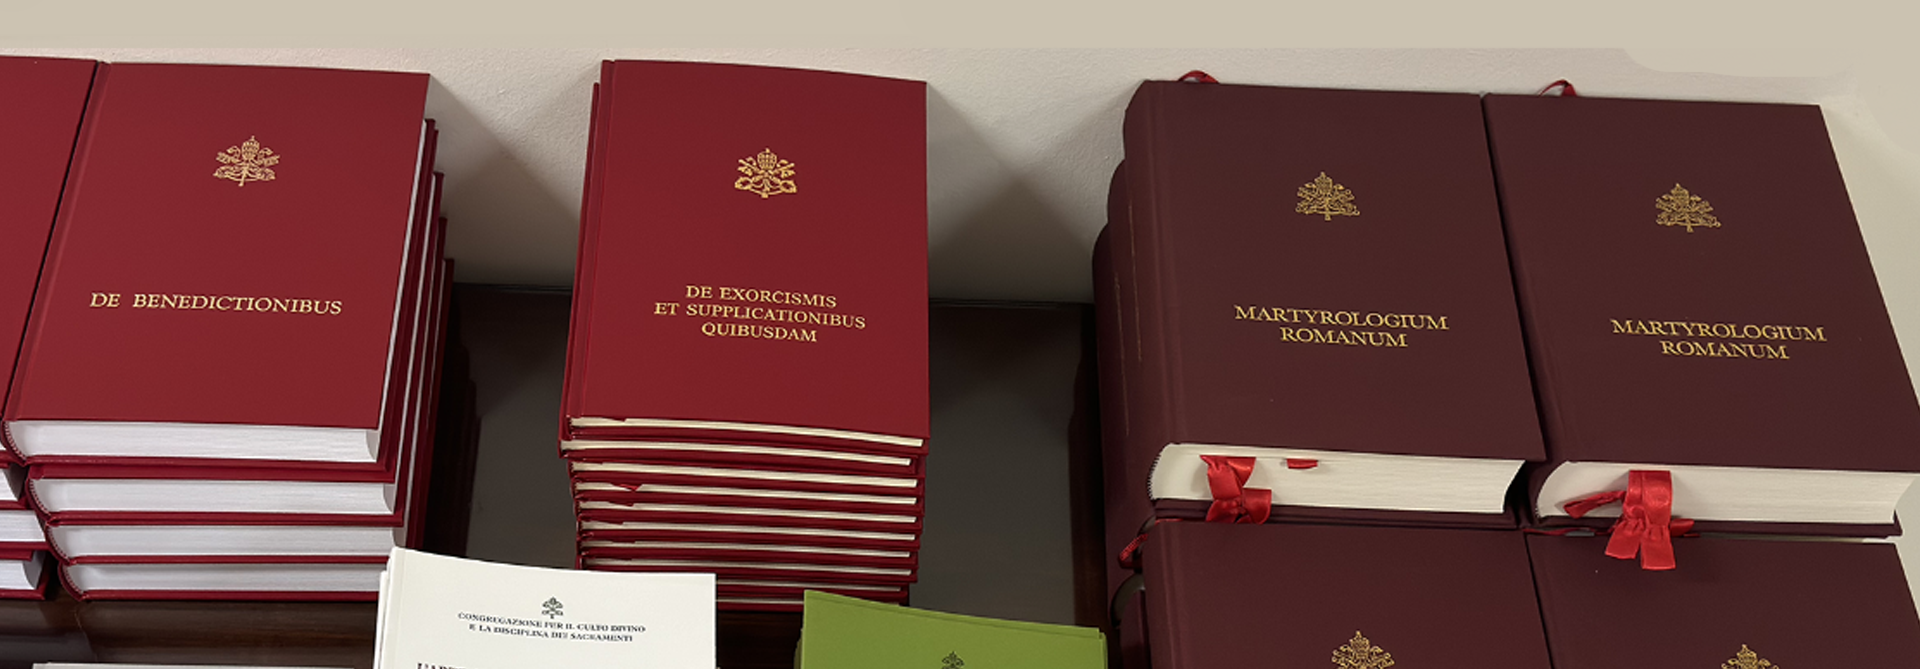 DE BENEDICTIONIBUS
DE EXORCISMIS
ET SUPPLICATIONIBUS
QUIBUSDAM
MARTYROLOGIUM
ROMANUM
MARTYROLOGIUM
ROMANUM
CONGREGAZIONE PER IL CULTO DIVINO
E LA DISCIPLINA DEI SACRAMENTI